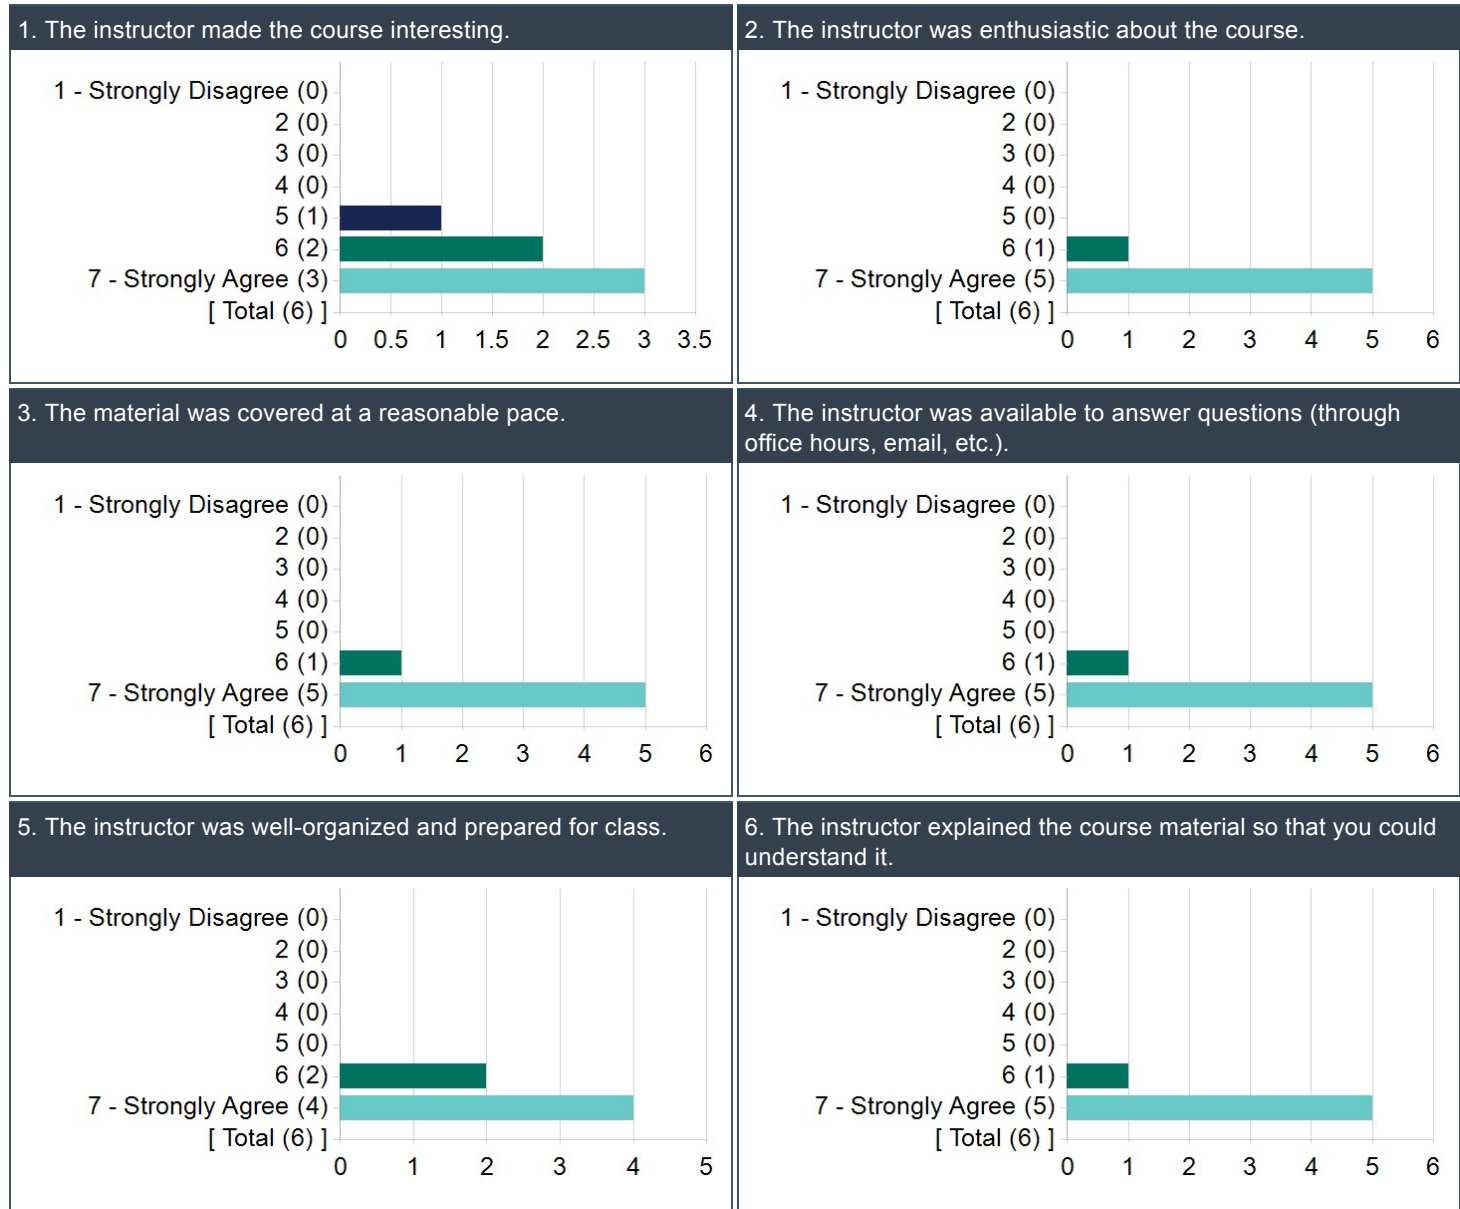 1. The instructor made the course interesting.
1 - Strongly Disagree (0)
2 (0)
3 (0)
4 (0)
5 (1)
6 (2)
7 - Strongly Agree (3)
[ Total (6) ]
0 0.5 1 1.5 2 2.5 3 3.5
2. The instructor was enthusiastic about the course.
1 - Strongly Disagree (0)
2 (0)
3 (0)
4 (0)
5 (0)
6 (1)
7 - Strongly Agree (5)
[ Total (6) ]
0 1 2 3 4 5 6
3. The material was covered at a reasonable pace.
1 - Strongly Disagree (0)
2 (0)
3 (0)
4 (0)
5 (0)
6 (1)
7 - Strongly Agree (5)
[ Total (6) ]
0 1 2 3 4 5 6
4. The instructor was available to answer questions (through
office hours, email, etc.).
1 - Strongly Disagree (0)
2 (0)
3 (0)
4 (0)
5 (0)
6 (1)
7 - Strongly Agree (5)
[ Total (6) ]
0 1 2 3 4 5 6
5. The instructor was well-organized and prepared for class.
1 - Strongly Disagree (0)
2 (0)
3 (0)
4 (0)
5 (0)
6 (2)
7 - Strongly Agree (4)
[ Total (6) ]
0 1 2 3 4 5
6. The instructor explained the course material so that you could
understand it.
1 - Strongly Disagree (0)
2 (0)
3 (0)
4 (0)
5 (0)
6 (1)
7 - Strongly Agree (5)
[ Total (6) ]
0 1 2 3 4 5 6